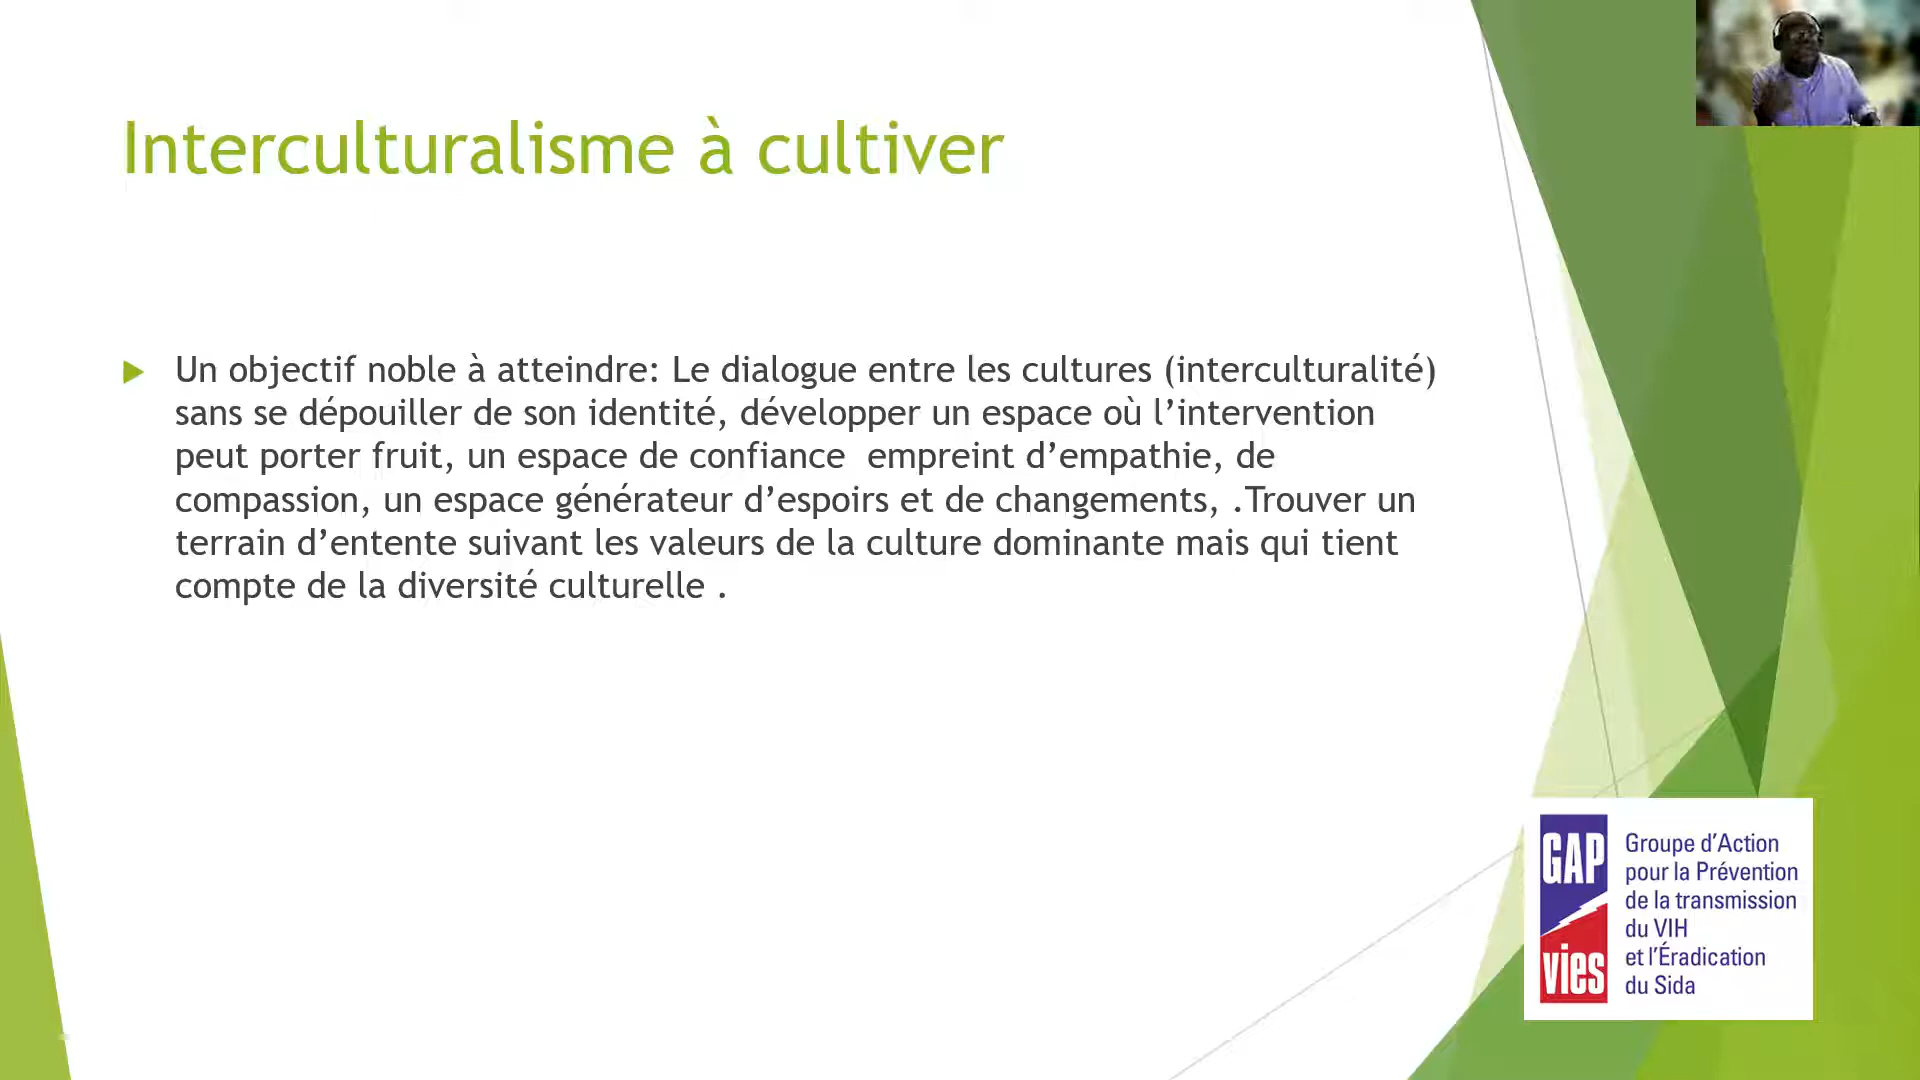 Interculturalisme à cultiver
Un objectif noble à atteindre: Le dialogue entre les cultures (interculturalité)
sans se dépouiller de son identité, développer un espace où l’intervention
peut porter fruit, un espace de confiance  empreint d’empathie, de
compassion, un espace générateur d’espoirs et de changements, .Trouver un
terrain d’entente suivant les valeurs de la culture dominante mais qui tient
compte de la diversité culturelle .
GAP
vies
Groupe d’Action
pour la Prévention
de la transmission
du VIH
et l’Éradication
du Sida